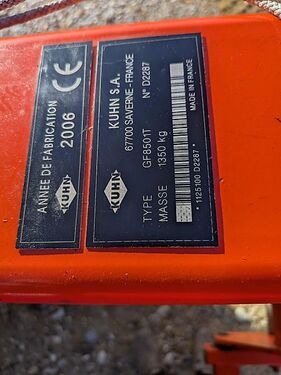 ANNEE DE FABRICATION
2006
CE
KUHN
KUHN S.A.
67700 SAVERNE-FRANCE
KUHN
TYPE GF8501T N° D2287
MASSE 1350 kg
* 1125100 D2287 *
MADE IN FRANCE